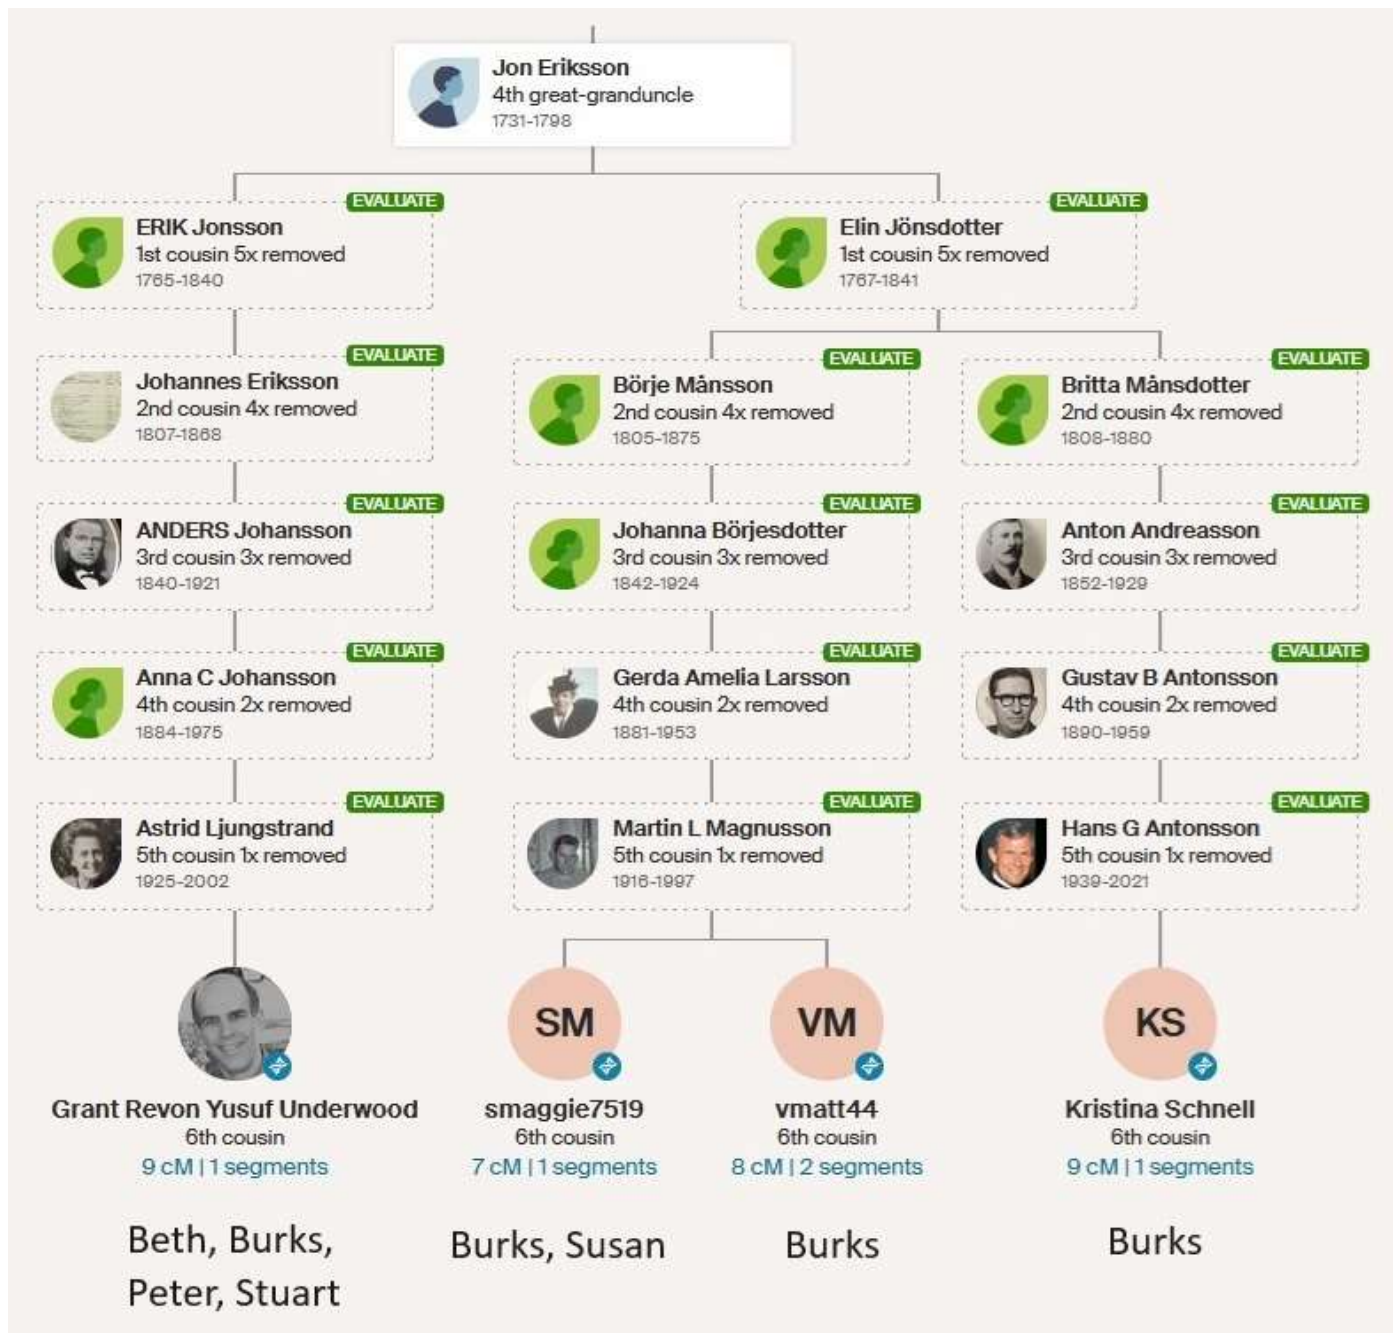 Jon Eriksson
4th great-granduncle
1731-1798
EVALUATE
ERIK Jonsson
1st cousin 5x removed
1765-1840
EVALUATE
Elin Jönsdotter
1st cousin 5x removed
1767-1841
EVALUATE
Johannes Eriksson
2nd cousin 4x removed
1807-1868
EVALUATE
Börje Månsson
2nd cousin 4x removed
1805-1875
EVALUATE
Britta Månsdotter
2nd cousin 4x removed
1808-1880
EVALUATE
ANDERS Johansson
3rd cousin 3x removed
1840-1921
EVALUATE
Johanna Börjesdotter
3rd cousin 3x removed
1842-1924
EVALUATE
Anton Andreasson
3rd cousin 3x removed
1852-1929
EVALUATE
Anna C Johansson
4th cousin 2x removed
1884-1975
EVALUATE
Gerda Amelia Larsson
4th cousin 2x removed
1881-1953
EVALUATE
Gustav B Antonsson
4th cousin 2x removed
1890-1959
EVALUATE
Astrid Ljungstrand
5th cousin 1x removed
1925-2002
EVALUATE
Martin L Magnusson
5th cousin 1x removed
1916-1997
EVALUATE
Hans G Antonsson
5th cousin 1x removed
1939-2021
Grant Revon Yusuf Underwood
6th cousin
9 cM | 1 segments
SM
smaggie7519
6th cousin
7 cM | 1 segments
VM
vmatt44
6th cousin
8 cM | 2 segments
KS
Kristina Schnell
6th cousin
9 cM | 1 segments
Beth, Burks,
Peter, Stuart
Burks, Susan
Burks
Burks